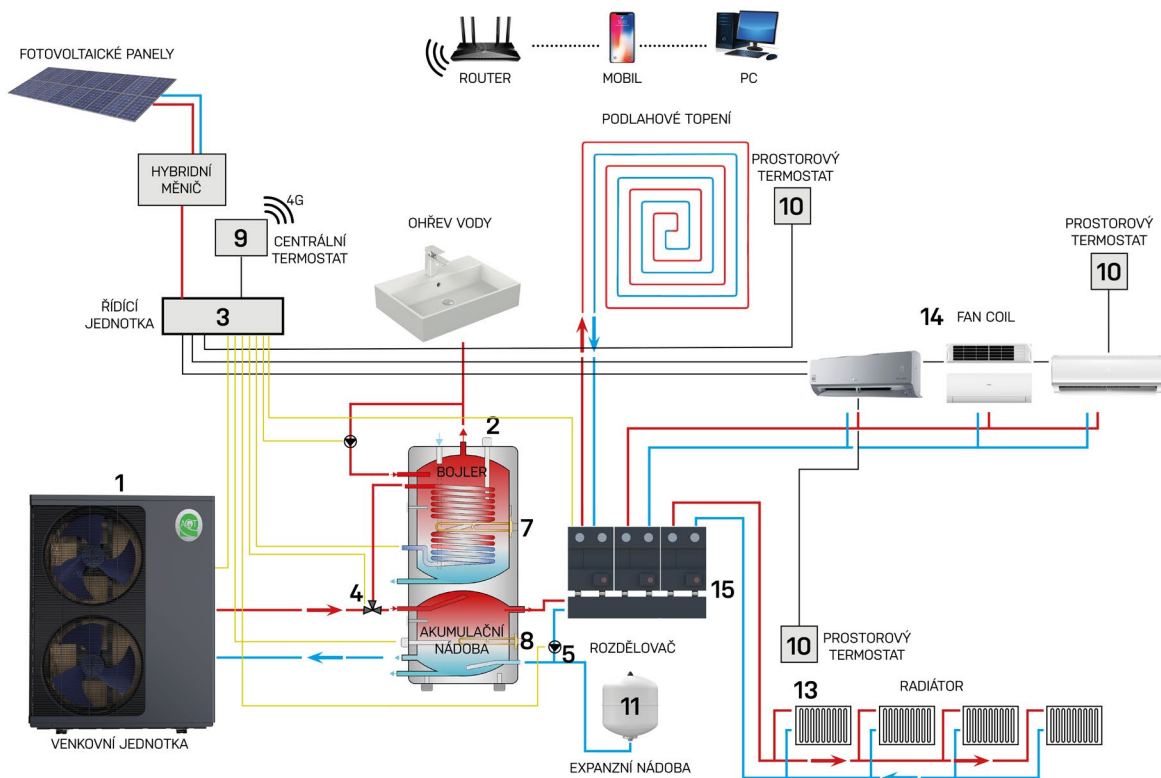 ROUTER
MOBIL
PC
FOTOVOLTAICKÉ PANELY
HYBRIDNÍ
MĚNIČ
4G
9
CENTRÁLNÍ
TERMOSTAT
ŘÍDÍCÍ
JEDNOTKA
3
OHŘEV VODY
PODLAHOVÉ TOPENÍ
PROSTOROVÝ
TERMOSTAT
10
PROSTOROVÝ
TERMOSTAT
10
14 FAN COIL
2
BOJLER
7
1
4
AKUMULAČNÍ
NÁDOBA
8
5
15
ROZDĚLOVAČ
11
EXPANZNÍ NÁDOBA
10
PROSTOROVÝ
TERMOSTAT
13
RADIÁTOR
VENKOVNÍ JEDNOTKA